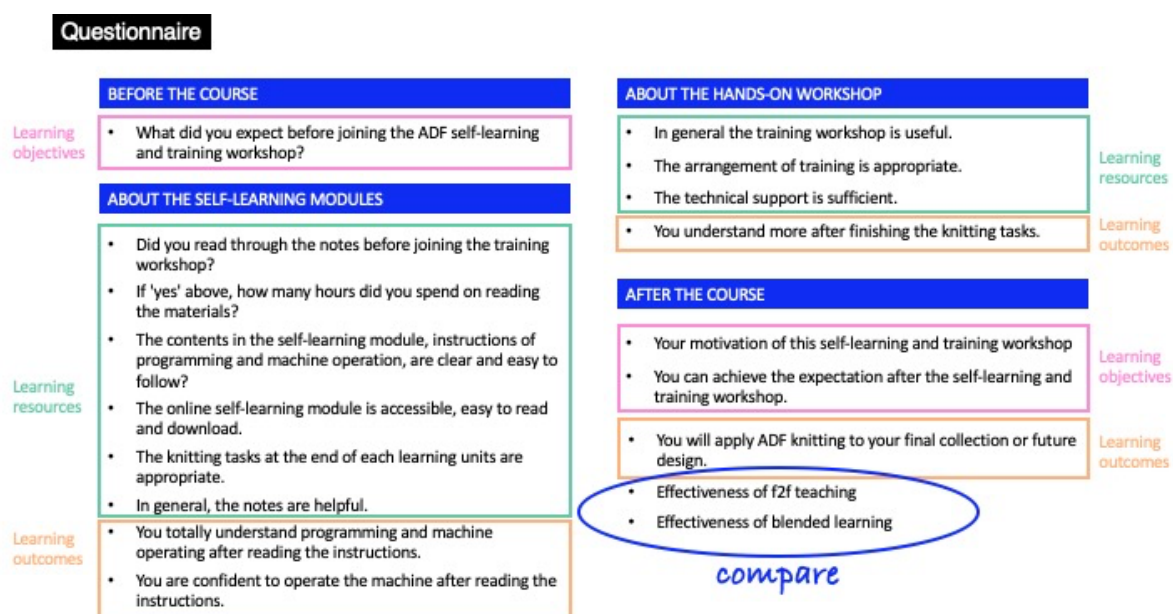 Questionnaire
BEFORE THE COURSE
Learning
objectives
• What did you expect before joining the ADF self-learning
and training workshop?
ABOUT THE SELF-LEARNING MODULES
Learning
resources
• Did you read through the notes before joining the training
workshop?
• If 'yes' above, how many hours did you spend on reading
the materials?
• The contents in the self-learning module, instructions of
programming and machine operation, are clear and easy to
follow?
• The online self-learning module is accessible, easy to read
and download.
• The knitting tasks at the end of each learning units are
appropriate.
• In general, the notes are helpful.
Learning
outcomes
• You totally understand programming and machine
operating after reading the instructions.
• You are confident to operate the machine after reading the
instructions.
ABOUT THE HANDS-ON WORKSHOP
• In general the training workshop is useful.
• The arrangement of training is appropriate.
• The technical support is sufficient.
Learning
resources
• You understand more after finishing the knitting tasks.
Learning
outcomes
AFTER THE COURSE
• Your motivation of this self-learning and training workshop
• You can achieve the expectation after the self-learning and
training workshop.
Learning
objectives
• You will apply ADF knitting to your final collection or future
design.
Learning
outcomes
• Effectiveness of f2f teaching
• Effectiveness of blended learning
compare